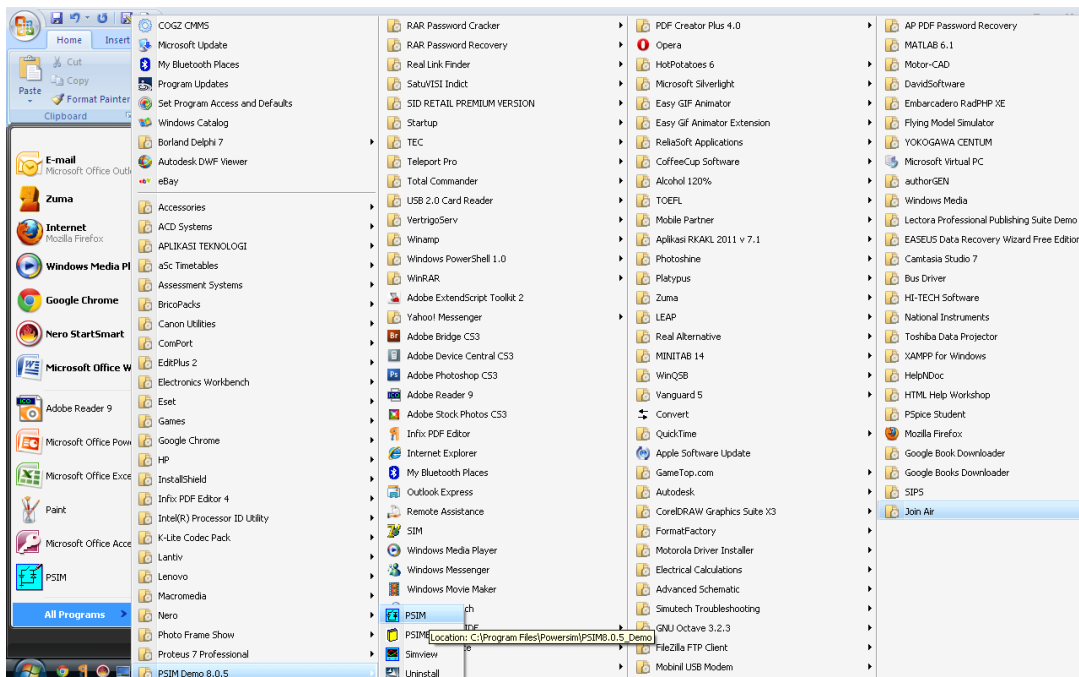 Home
Insert
Cut
Copy
Format Painter
Paste
Clipboard
E-mail
Microsoft Office Outl
Zuma
Internet
Mozilla Firefox
Windows Media Pl
Google Chrome
Nero StartSmart
Microsoft Office W
Adobe Reader 9
Microsoft Office Powe
Microsoft Office Exce
Paint
Microsoft Office Acce
PSIM
All Programs
COGZ CMMS
Microsoft Update
My Bluetooth Places
Program Updates
Set Program Access and Defaults
Windows Catalog
Borland Delphi 7
Autodesk DWF Viewer
eBay
Accessories
ACD Systems
APLIKASI TEKNOLOGI
aSc Timetables
Assessment Systems
BricoPacks
Canon Utilities
ComPort
EditPlus 2
Electronics Workbench
Eset
Games
Google Chrome
HP
InstallShield
Infix PDF Editor 4
Intel(R) Processor ID Utility
K-Lite Codec Pack
Lantiv
Lenovo
Macromedia
Nero
Photo Frame Show
Proteus 7 Professional
PSIM Demo 8.0.5
RAR Password Cracker
RAR Password Recovery
Real Link Finder
SatuVISI Indict
SID RETAIL PREMIUM VERSION
Startup
TEC
Teleport Pro
Total Commander
USB 2.0 Card Reader
VertrigoServ
Winamp
Windows PowerShell 1.0
WinRAR
Adobe ExtendScript Toolkit 2
Yahoo! Messenger
Adobe Bridge CS3
Adobe Device Central CS3
Adobe Photoshop CS3
Adobe Reader 9
Adobe Stock Photos CS3
Infix PDF Editor
Internet Explorer
My Bluetooth Places
Outlook Express
Remote Assistance
SIM
Windows Media Player
Windows Messenger
Windows Movie Maker
PSIM
Location: C:\Program Files\Powersim\PSIM8.0.5_Demo
Simview
Uninstall
PDF Creator Plus 4.0
Opera
HotPotatoes 6
Microsoft Silverlight
Easy GIF Animator
Easy Gif Animator Extension
ReliaSoft Applications
CoffeeCup Software
Alcohol 120%
TOEFL
Mobile Partner
Aplikasi RKAKL 2011 v 7.1
Photoshine
Platypus
Zuma
LEAP
Real Alternative
MINITAB 14
WinQSB
Vanguard 5
Convert
QuickTime
Apple Software Update
GameTop.com
Autodesk
CorelDRAW Graphics Suite X3
FormatFactory
Motorola Driver Installer
Electrical Calculations
Advanced Schematic
Simutech Troubleshooting
GNU Octave 3.2.3
FileZilla FTP Client
Mobinil USB Modem
AP PDF Password Recovery
MATLAB 6.1
Motor-CAD
DavidSoftware
Embarcadero RadPHP XE
Flying Model Simulator
YOKOGAWA CENTUM
Microsoft Virtual PC
authorGEN
Windows Media
Lectora Professional Publishing Suite Demo
EASEUS Data Recovery Wizard Free Edition
Camtasia Studio 7
Bus Driver
HI-TECH Software
National Instruments
Toshiba Data Projector
XAMPP for Windows
HelpNDoc
HTML Help Workshop
PSpice Student
Mozilla Firefox
Google Book Downloader
Google Books Downloader
SIPS
Join Air